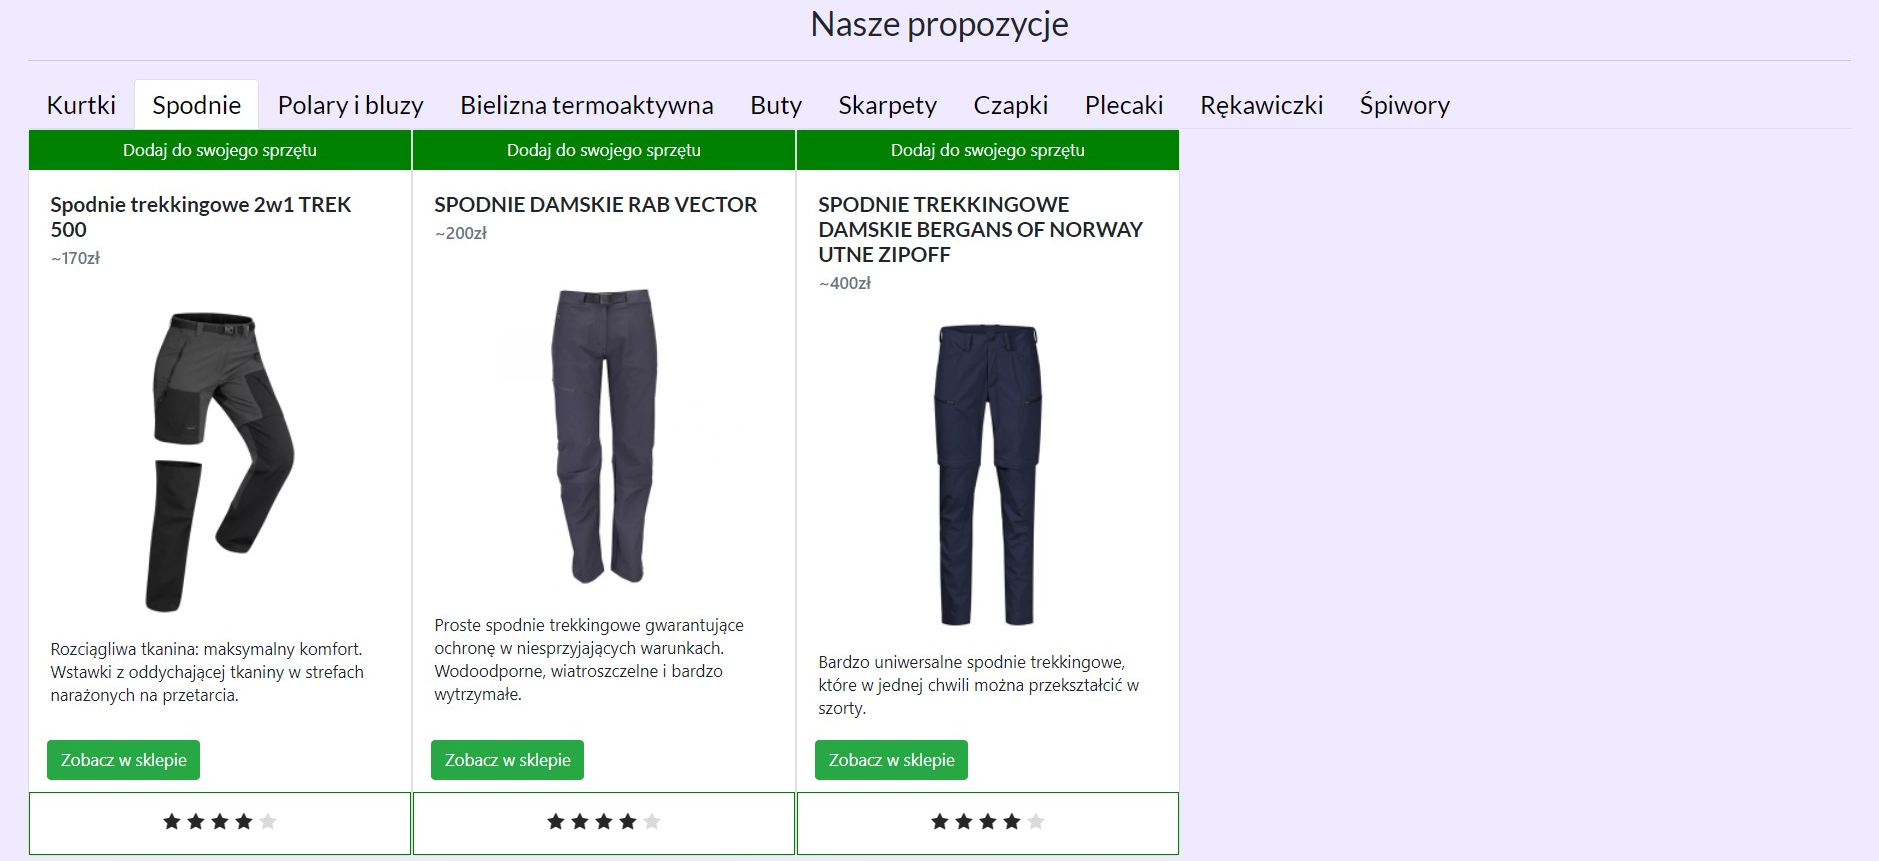 Nasze propozycje
Kurtki Spodnie Polary i bluzy Bielizna termoaktywna Buty Skarpety Czapki Plecaki Rękawiczki Śpiwory
Dodaj do swojego sprzętu
Spodnie trekkingowe 2w1 TREK
500
~170zł
Rozciągliwa tkanina: maksymalny komfort.
Wstawki z oddychającej tkaniny w strefach
narażonych na przetarcia.
Zobacz w sklepie
Dodaj do swojego sprzętu
SPODNIE DAMSKIE RAB VECTOR
~200zł
Proste spodnie trekkingowe gwarantujące
ochronę w niesprzyjających warunkach.
Wodoodporne, wiatroszczelne i bardzo
wytrzymałe.
Zobacz w sklepie
Dodaj do swojego sprzętu
SPODNIE TREKKINGOWE
DAMSKIE BERGANS OF NORWAY
UTNE ZIPOFF
~400zł
Bardzo uniwersalne spodnie trekkingowe,
które w jednej chwili można przekształcić w
szorty.
Zobacz w sklepie